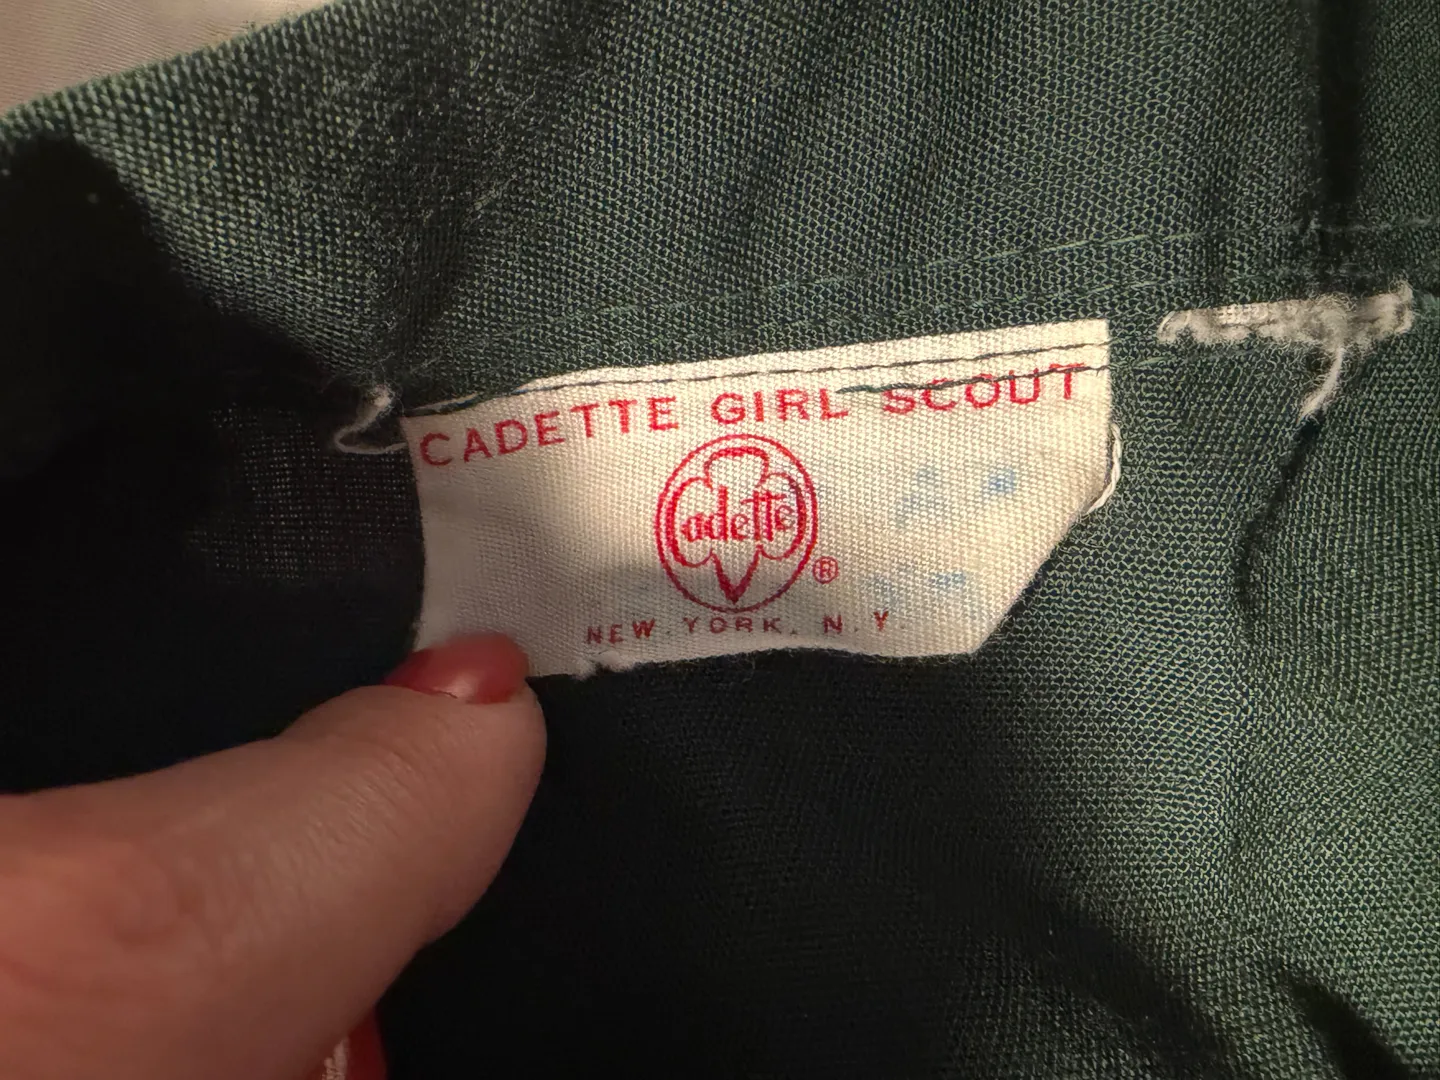 CADETTE GIRL SCOUT
Cadette
®
NEW YORK, N.Y.